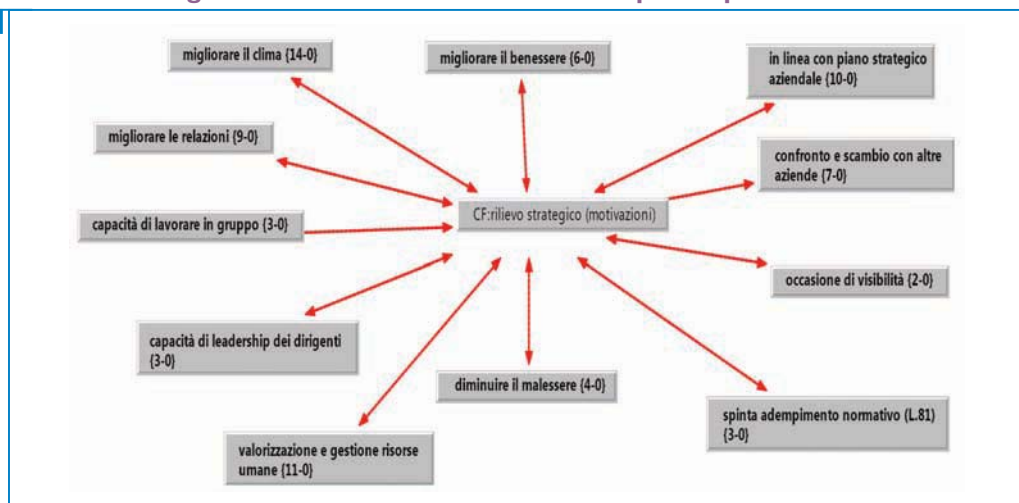 migliorare il clima {14-0}
migliorare il benessere {6-0}
in linea con piano strategico
aziendale {10-0}
migliorare le relazioni {9-0}
confronto e scambio con altre
aziende {7-0}
CF:rilievo strategico (motivazioni)
capacità di lavorare in gruppo {3-0}
occasione di visibilità {2-0}
capacità di leadership dei dirigenti
{3-0}
diminuire il malessere {4-0}
spinta adempimento normativo (L.81)
{3-0}
valorizzazione e gestione risorse
umane {11-0}